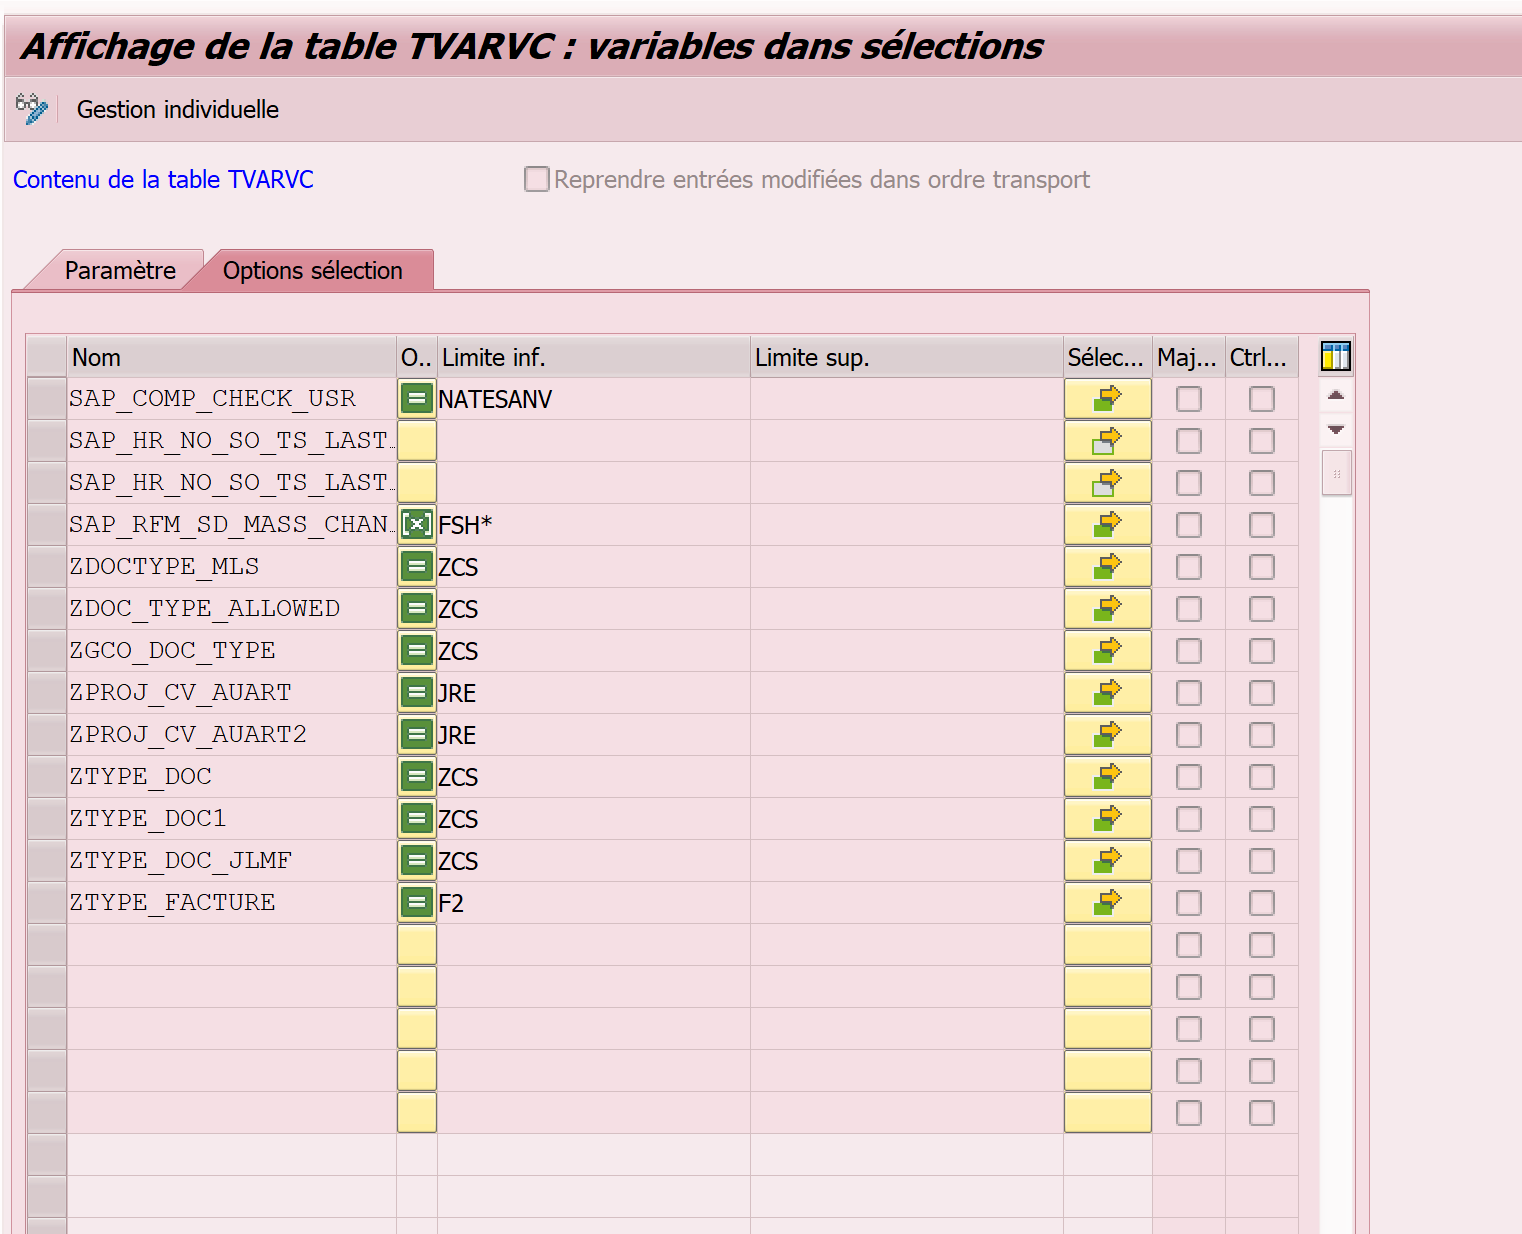 Affichage de la table TVARVC : variables dans sélections
Gestion individuelle
Contenu de la table TVARVC Reprendre entrées modifiées dans ordre transport
Paramètre Options sélection
Nom O.. Limite inf. Limite sup. Sélec... Maj... Ctrl...
SAP_COMP_CHECK_USR NATESANV
SAP_HR_NO_SO_TS_LAST…
SAP_HR_NO_SO_TS_LAST…
SAP_RFM_SD_MASS_CHAN… FSH*
ZDOCTYPE_MLS ZCS
ZDOC_TYPE_ALLOWED ZCS
ZGCO_DOC_TYPE ZCS
ZPROJ_CV_AUART JRE
ZPROJ_CV_AUART2 JRE
ZTYPE_DOC ZCS
ZTYPE_DOC1 ZCS
ZTYPE_DOC_JLMF ZCS
ZTYPE_FACTURE F2